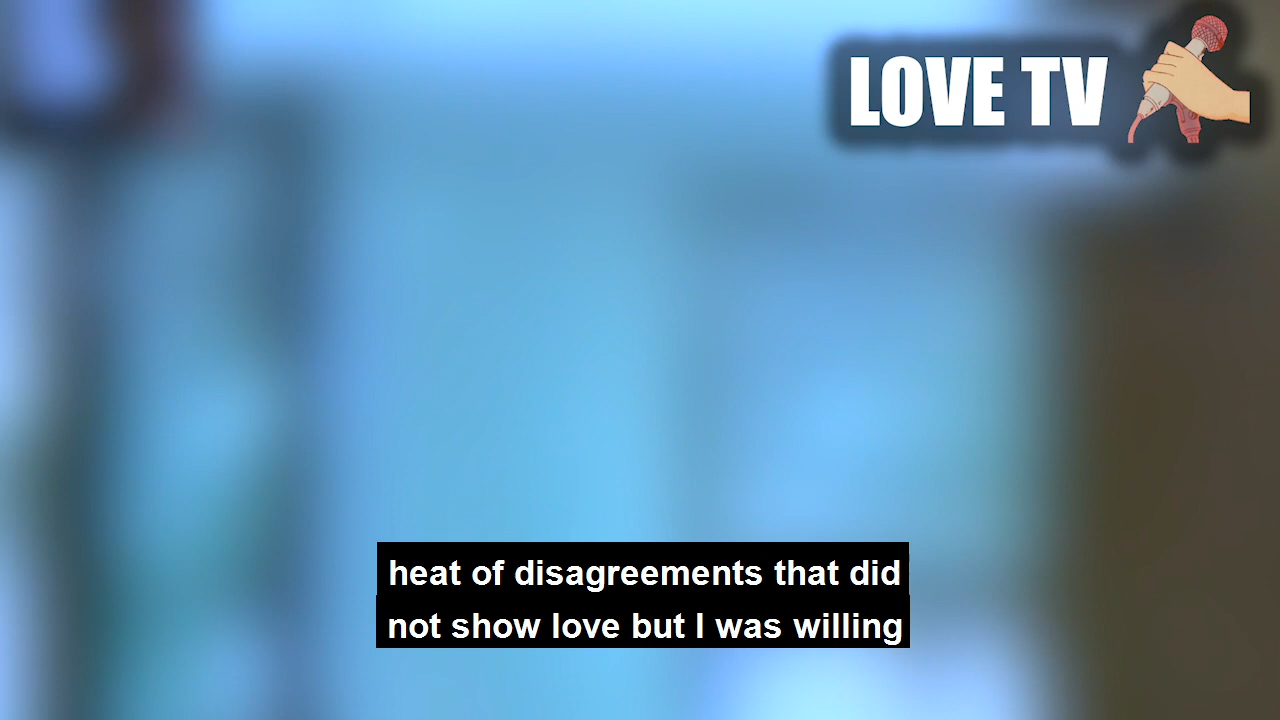 LOVE TV
heat of disagreements that did
not show love but I was willing